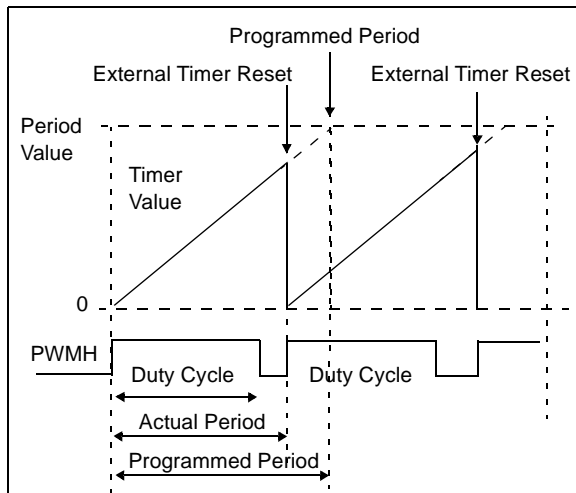 Programmed Period
External Timer Reset
External Timer Reset
Period
Value
Timer
Value
0
PWMH
Duty Cycle
Duty Cycle
Actual Period
Programmed Period